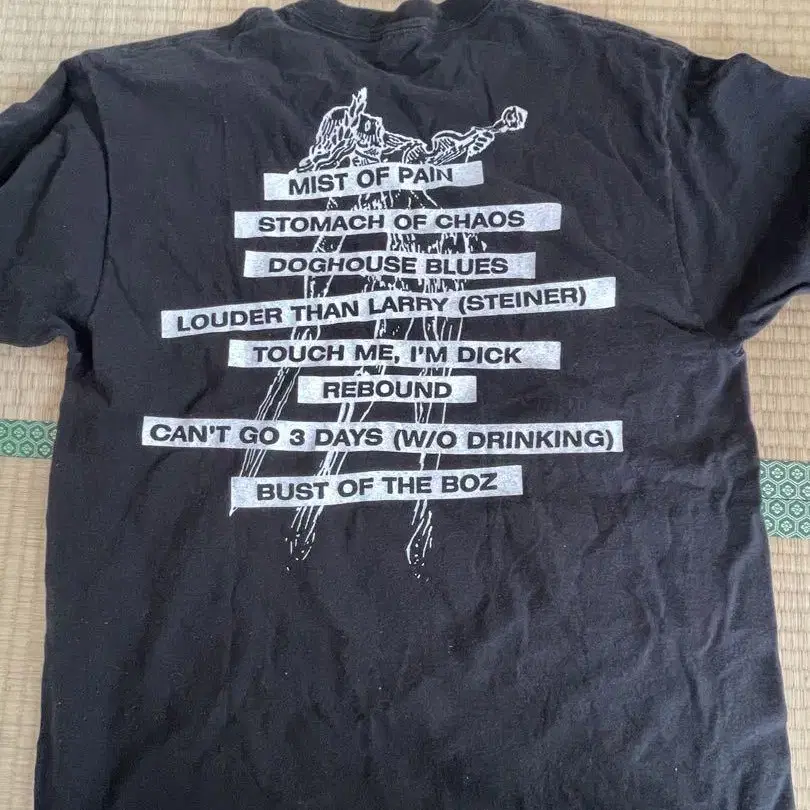 MIST OF PAIN
STOMACH OF CHAOS
DOGHOUSE BLUES
LOUDER THAN LARRY (STEINER)
TOUCH ME, I'M DICK
REBOUND
CAN'T GO 3 DAYS (W/O DRINKING)
BUST OF THE BOZ